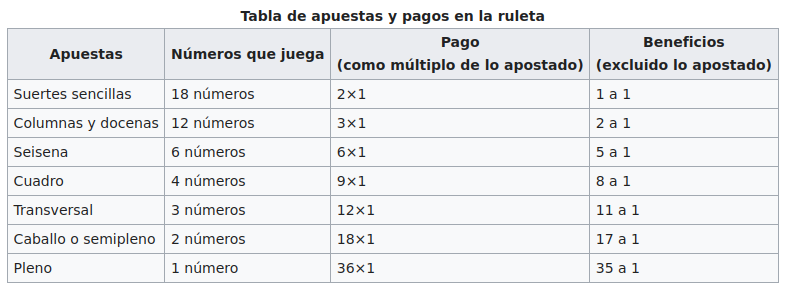 Tabla de apuestas y pagos en la ruleta
Apuestas Números que juega Pago (como múltiplo de lo apostado) Beneficios (excluido lo apostado)
Suertes sencillas 18 números 2×1 1 a 1
Columnas y docenas 12 números 3×1 2 a 1
Seisena 6 números 6×1 5 a 1
Cuadro 4 números 9×1 8 a 1
Transversal 3 números 12×1 11 a 1
Caballo o semipleno 2 números 18×1 17 a 1
Pleno 1 número 36×1 35 a 1